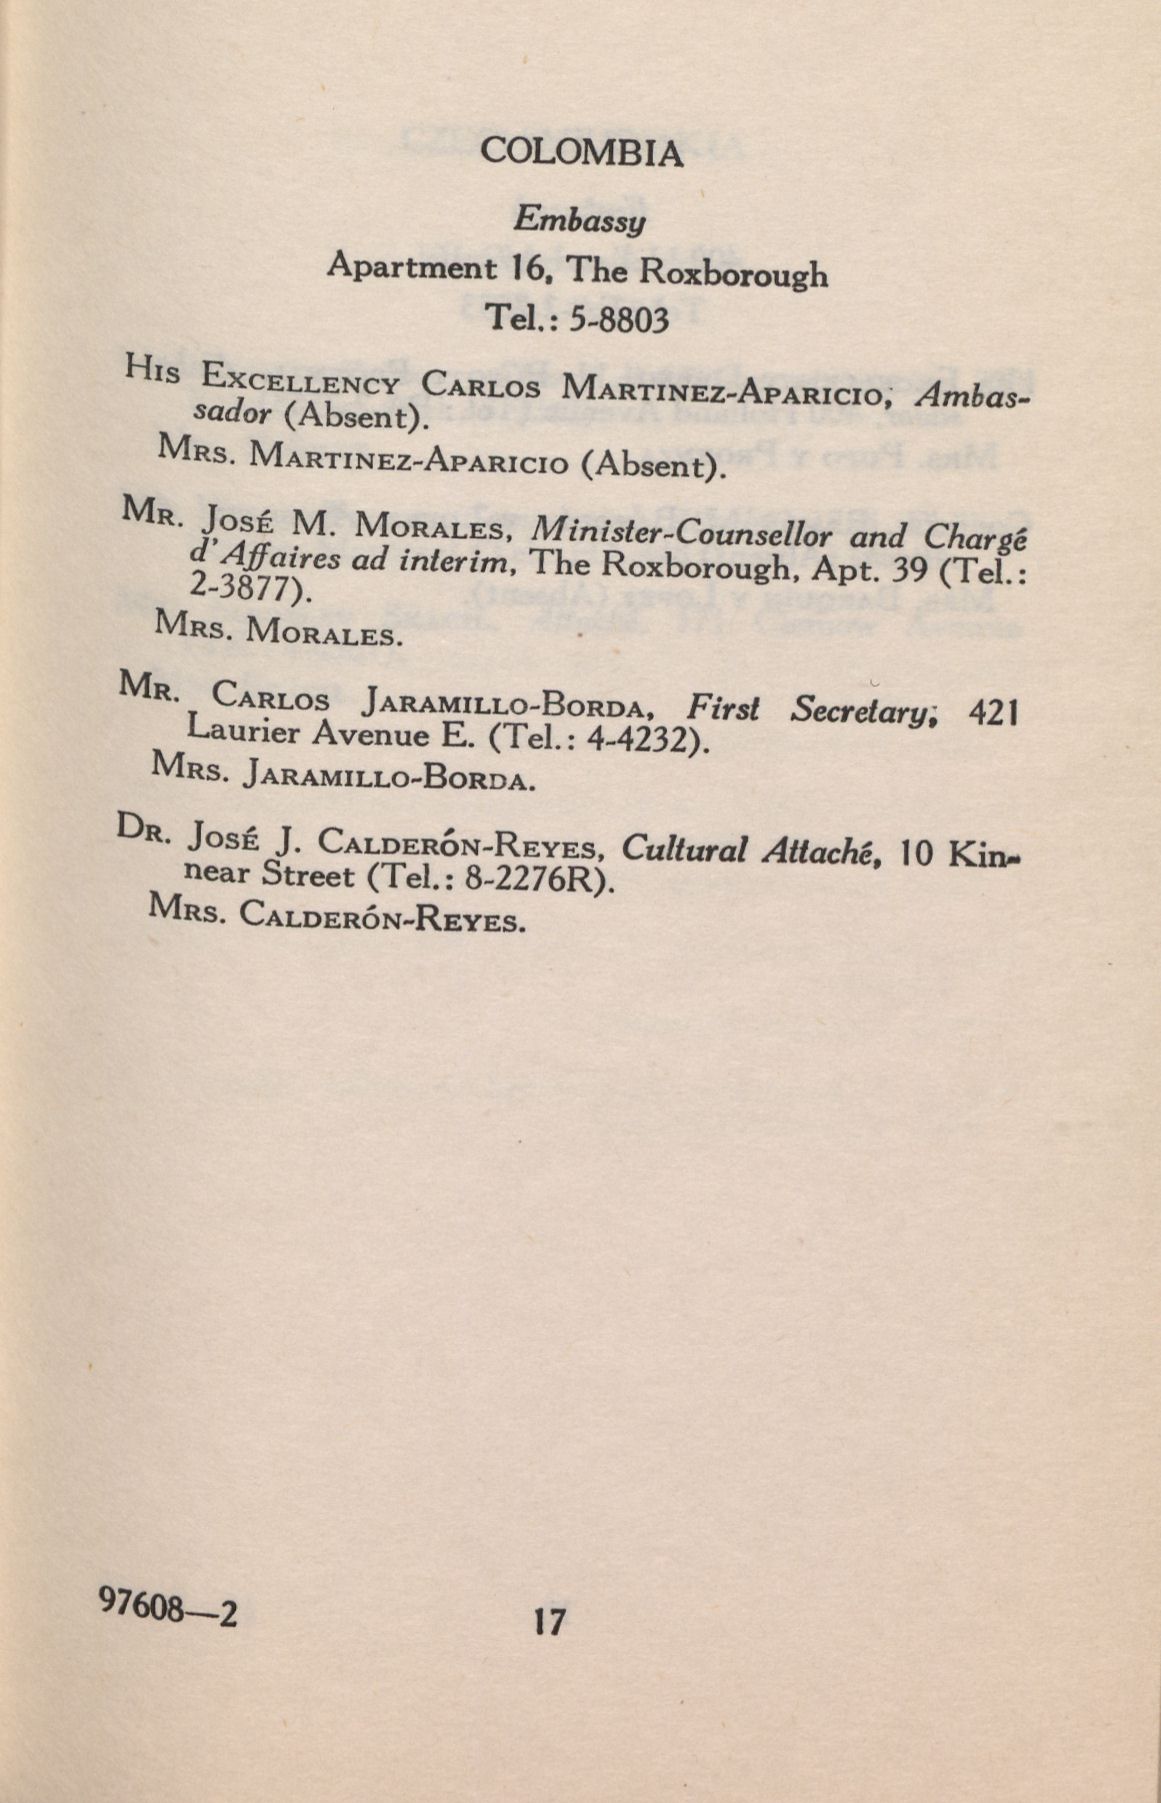 COLOMBIA
Embassy
Apartment 16, The Roxborough
Tel.: 5-8803
His Excellency Carlos Martinez-Aparicio, Ambas-
sador (Absent).
Mrs. Martinez-Aparicio (Absent).
Mr. José M. Morales, Minister-Counsellor and Chargé
d'Affaires ad interim, The Roxborough, Apt. 39 (Tel.:
2-3877).
Mrs. Morales.
Mr. Carlos Jaramillo-Borda, First Secretary, 421
Laurier Avenue E. (Tel.: 4-4232).
Mrs. Jaramillo-Borda.
Dr. José J. Calderón-Reyes, Cultural Attaché, 10 Kin-
near Street (Tel.: 8-2276R).
Mrs. Calderón-Reyes.
97608—2
17